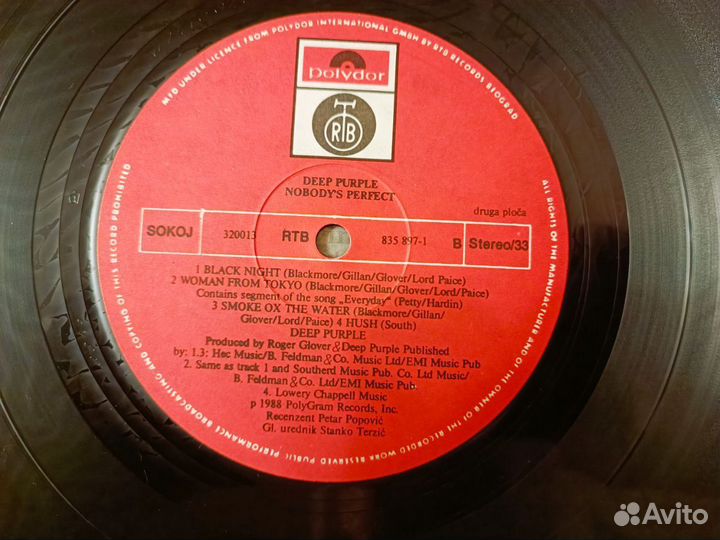 MFD UNDER LICENCE FROM POLYDOR INTERNATIONAL GMBH BY RTB RECORDS BEOGRAD
polydor
RTB
DEEP PURPLE
NOBODY'S PERFECT
druga ploča
SOKOJ 320013 RTB 835 897-1 B Stereo/33
1 BLACK NIGHT (Blackmore/Gillan/Glover/Lord Paice)
2 WOMAN FROM TOKYO (Blackmore/Gillan/Glover/Lord/Paice)
Contains segment of the song „Everyday“ (Petty/Hardin)
3 SMOKE OX THE WATER (Blackmore/Gillan/
Glover/Lord/Paice) 4 HUSH (South)
DEEP PURPLE
Produced by Roger Glover & Deep Purple Published
by: 1.3: Hec Music/B. Feldman & Co. Music Ltd/EMI Music Pub
2. Same as track 1 and Southerd Music Pub. Co. Ltd Music/
B. Feldman & Co. Ltd/EMI Music Pub.
4. Lowery Chappell Music
p 1988 PolyGram Records, Inc.
Recenzent Petar Popović
Gl. urednik Stanko Terzić
ALL RIGHTS OF THE MANUFACTURER AND OF THE OWNER OF THE RECORDED WORK RESERVED PUBLIC PERFORMANCE BROADCASTING AND COPYING OF THIS RECORD PROHIBITED
Avito